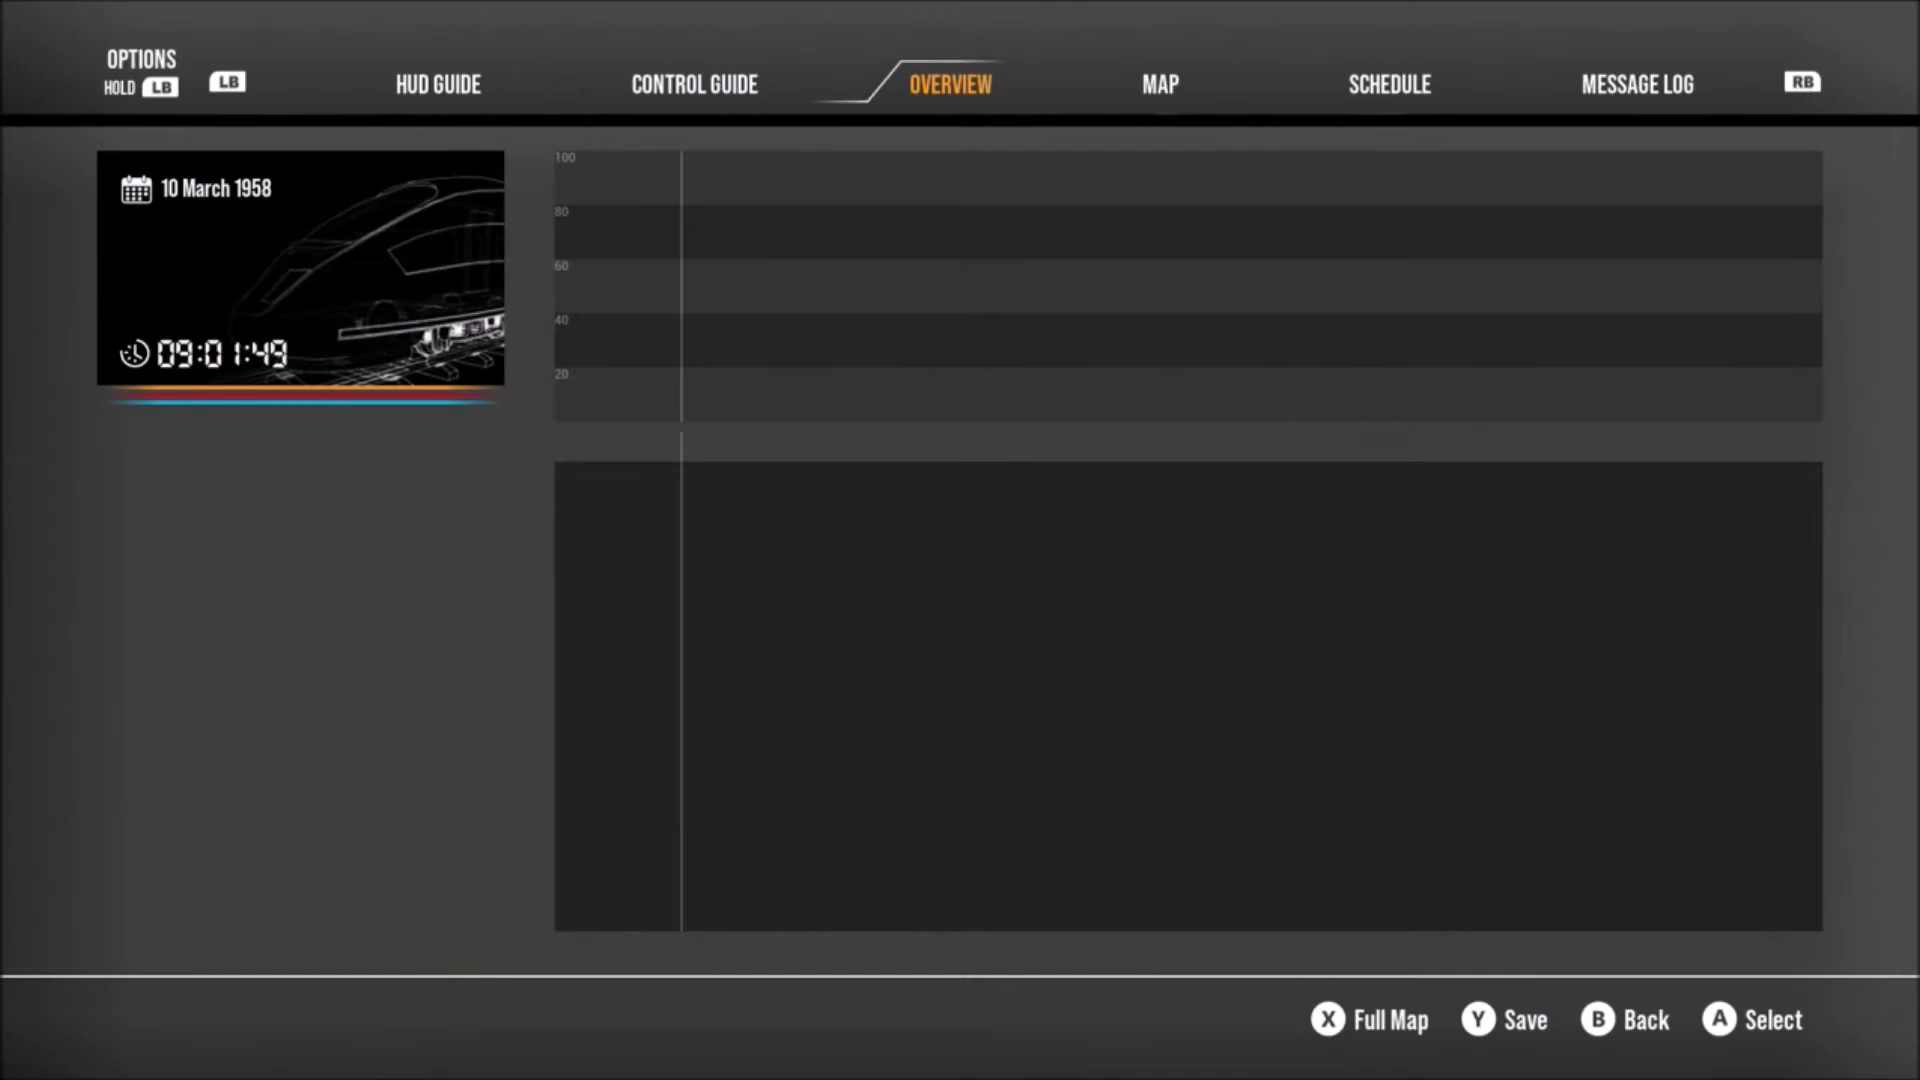 OPTIONS
HOLD LB
LB
HUD GUIDE
CONTROL GUIDE
OVERVIEW
MAP
SCHEDULE
MESSAGE LOG
RB
10 March 1958
09:01:49
100
80
60
40
20
X Full Map
Y Save
B Back
A Select